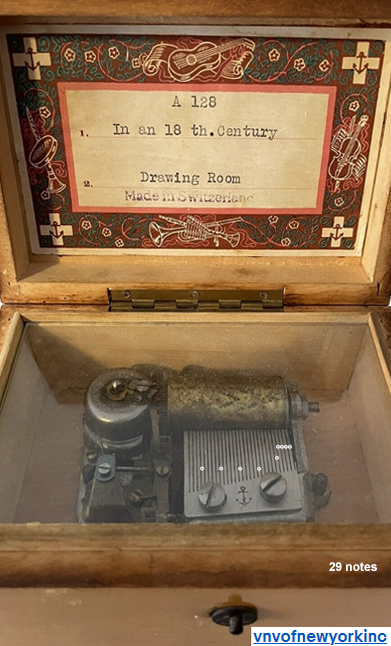 A 128
1. In an 18 th.Century
2. Drawing Room
Made in Switzerland
29 notes
vnvofnewyorkinc